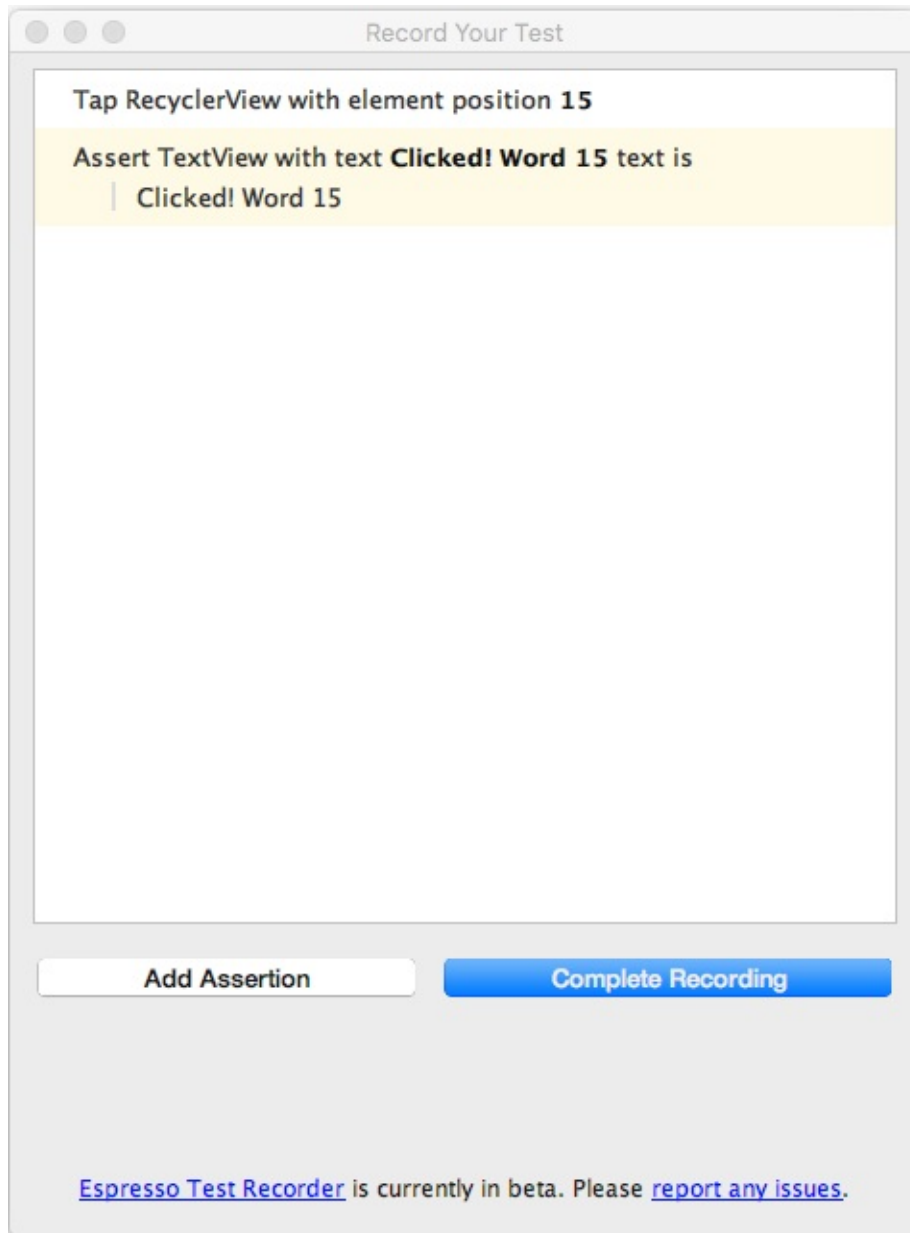 Record Your Test
Tap RecyclerView with element position 15
Assert TextView with text Clicked! Word 15 text is
Clicked! Word 15
Add Assertion
Complete Recording
Espresso Test Recorder is currently in beta. Please report any issues.